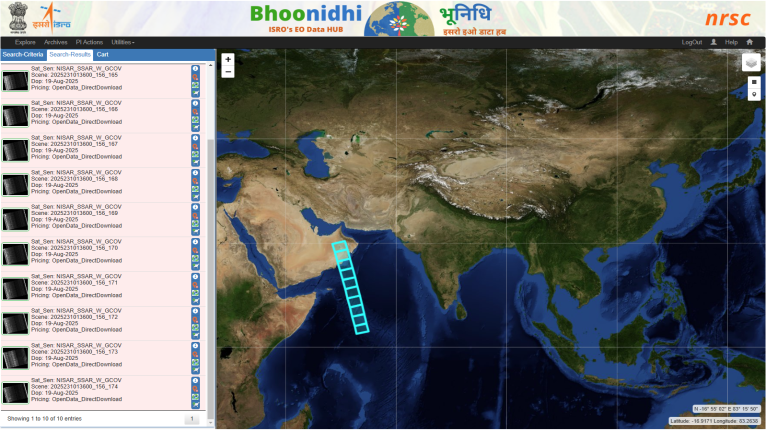 Bhoonidhi
ISRO's EO Data HUB
भूनिधि
इसरो इओ डाटा हब
nrsc
इसरो isro
Explore Archives PI Actions Utilities
LogOut Help
Search-Criteria Search-Results Cart
Sat_Sen: NISAR_SSAR_W_GCOV
Scene: 2025231013600_156_165
Dop: 19-Aug-2025
Pricing: OpenData_DirectDownload
Sat_Sen: NISAR_SSAR_W_GCOV
Scene: 2025231013600_156_166
Dop: 19-Aug-2025
Pricing: OpenData_DirectDownload
Sat_Sen: NISAR_SSAR_W_GCOV
Scene: 2025231013600_156_167
Dop: 19-Aug-2025
Pricing: OpenData_DirectDownload
Sat_Sen: NISAR_SSAR_W_GCOV
Scene: 2025231013600_156_168
Dop: 19-Aug-2025
Pricing: OpenData_DirectDownload
Sat_Sen: NISAR_SSAR_W_GCOV
Scene: 2025231013600_156_169
Dop: 19-Aug-2025
Pricing: OpenData_DirectDownload
Sat_Sen: NISAR_SSAR_W_GCOV
Scene: 2025231013600_156_170
Dop: 19-Aug-2025
Pricing: OpenData_DirectDownload
Sat_Sen: NISAR_SSAR_W_GCOV
Scene: 2025231013600_156_171
Dop: 19-Aug-2025
Pricing: OpenData_DirectDownload
Sat_Sen: NISAR_SSAR_W_GCOV
Scene: 2025231013600_156_172
Dop: 19-Aug-2025
Pricing: OpenData_DirectDownload
Sat_Sen: NISAR_SSAR_W_GCOV
Scene: 2025231013600_156_173
Dop: 19-Aug-2025
Pricing: OpenData_DirectDownload
Sat_Sen: NISAR_SSAR_W_GCOV
Scene: 2025231013600_156_174
Dop: 19-Aug-2025
Pricing: OpenData_DirectDownload
Showing 1 to 10 of 10 entries 1
+
−
N -16° 55' 02" E 83° 15' 50"
Latitude: -16.9171 Longitude: 83.2638